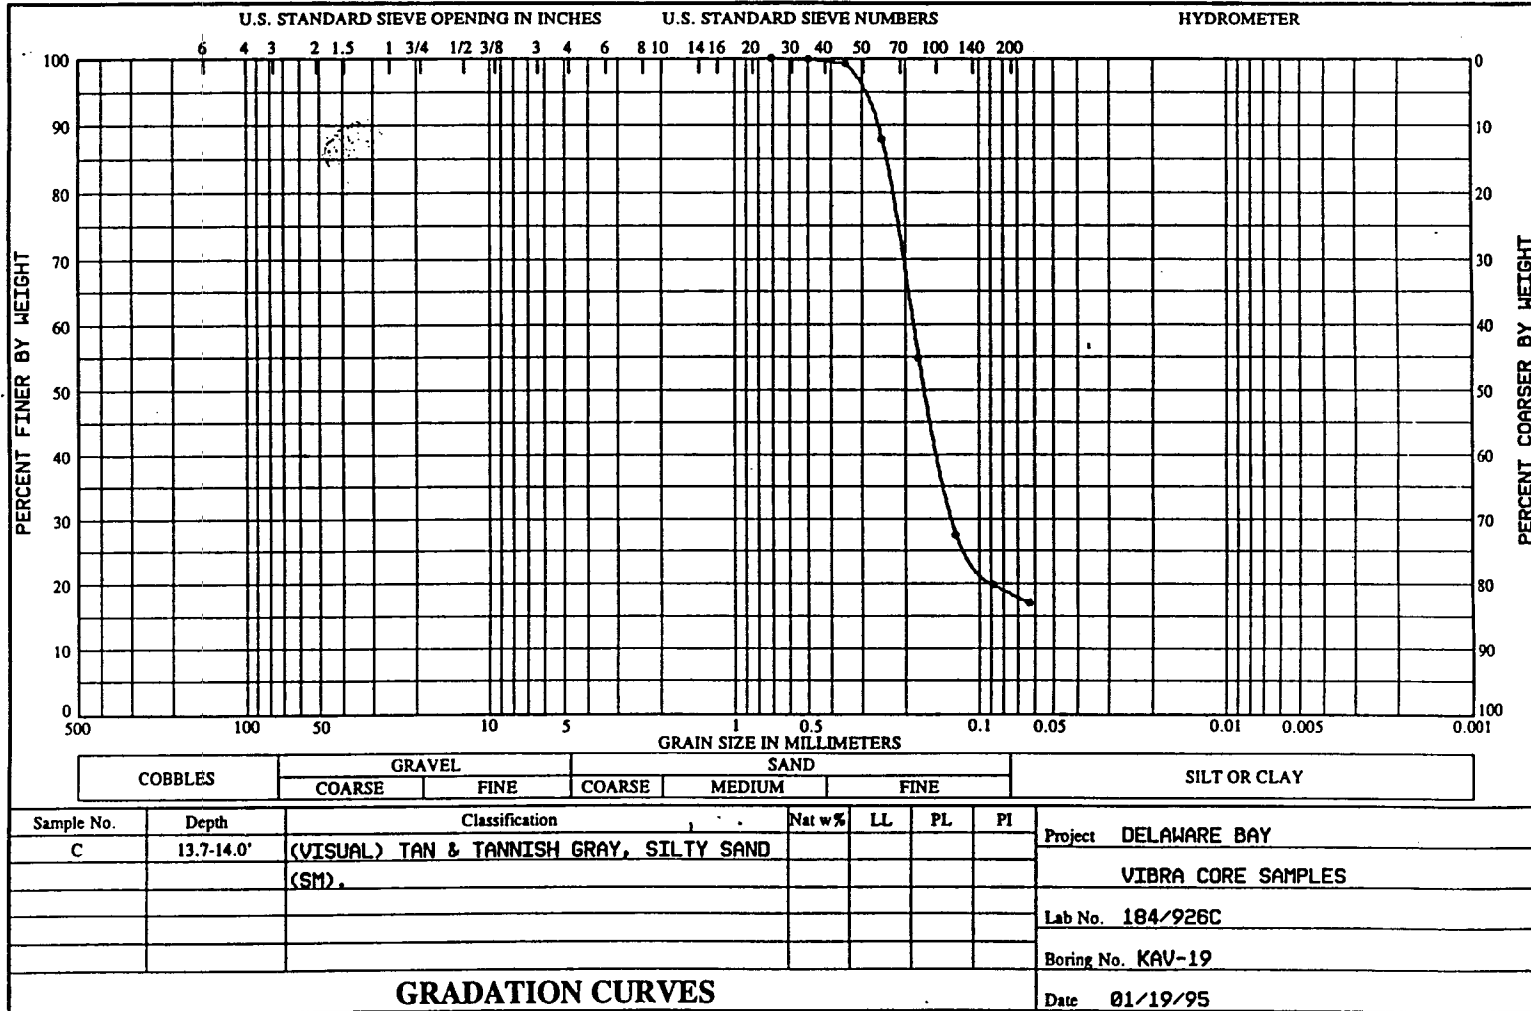 U.S. STANDARD SIEVE OPENING IN INCHES U.S. STANDARD SIEVE NUMBERS HYDROMETER
6 4 3 2 1.5 1 3/4 1/2 3/8 3 4 6 8 10 14 16 20 30 40 50 70 100 140 200
100 0
90 10
80 20
70 30
60 40
50 50
40 60
30 70
20 80
10 90
0 100
PERCENT FINER BY WEIGHT
PERCENT COARSER BY WEIGHT
500 100 50 10 5 1 0.5 0.1 0.05 0.01 0.005 0.001
GRAIN SIZE IN MILLIMETERS
COBBLES GRAVEL SAND SILT OR CLAY
COARSE FINE COARSE MEDIUM FINE
Sample No. Depth Classification Nat w% LL PL PI
C 13.7-14.0' (VISUAL) TAN & TANNISH GRAY, SILTY SAND
(SM).
Project DELAWARE BAY
VIBRA CORE SAMPLES
Lab No. 184/926C
Boring No. KAV-19
GRADATION CURVES
Date 01/19/95